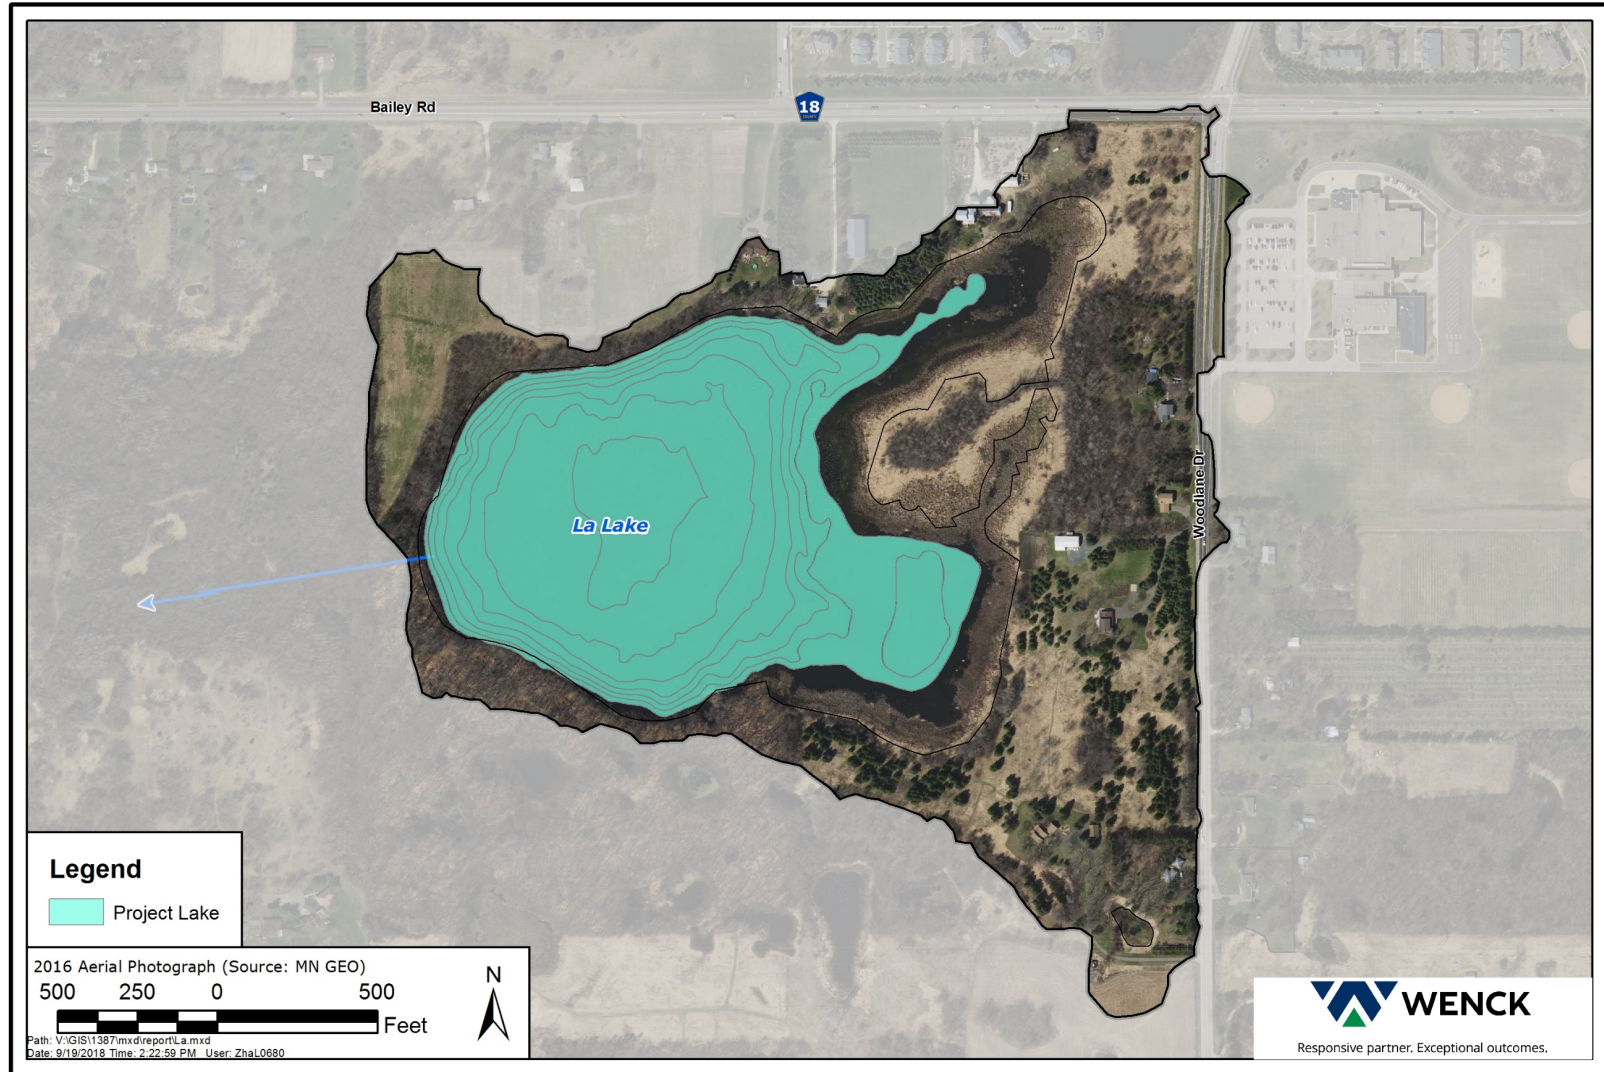 Bailey Rd
18
COUNTY
Woodlane Dr
La Lake
Legend
Project Lake
2016 Aerial Photograph (Source: MN GEO)
500 250 0 500
Feet
N
Path: V:\GIS\1387\mxd\report\La.mxd
Date: 9/19/2018 Time: 2:22:59 PM User: ZhaL0680
WENCK
Responsive partner. Exceptional outcomes.